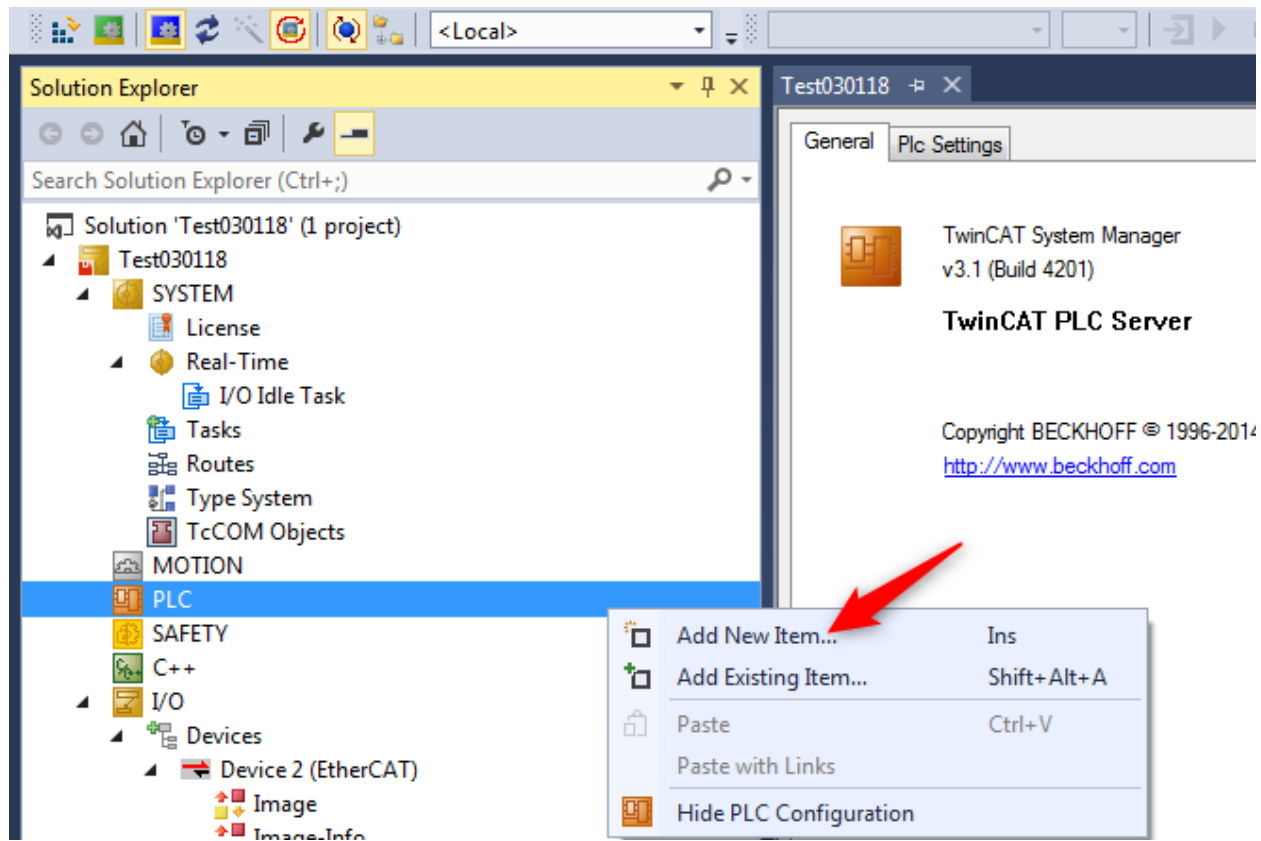 <Local>
Solution Explorer
Search Solution Explorer (Ctrl+;)
Solution 'Test030118' (1 project)
Test030118
SYSTEM
License
Real-Time
I/O Idle Task
Tasks
Routes
Type System
TcCOM Objects
MOTION
PLC
SAFETY
C++
I/O
Devices
Device 2 (EtherCAT)
Image
Image-Info
Test030118
General
Plc Settings
TwinCAT System Manager
v3.1 (Build 4201)
TwinCAT PLC Server
Copyright BECKHOFF © 1996-2014
http://www.beckhoff.com
Add New Item... Ins
Add Existing Item... Shift+Alt+A
Paste Ctrl+V
Paste with Links
Hide PLC Configuration